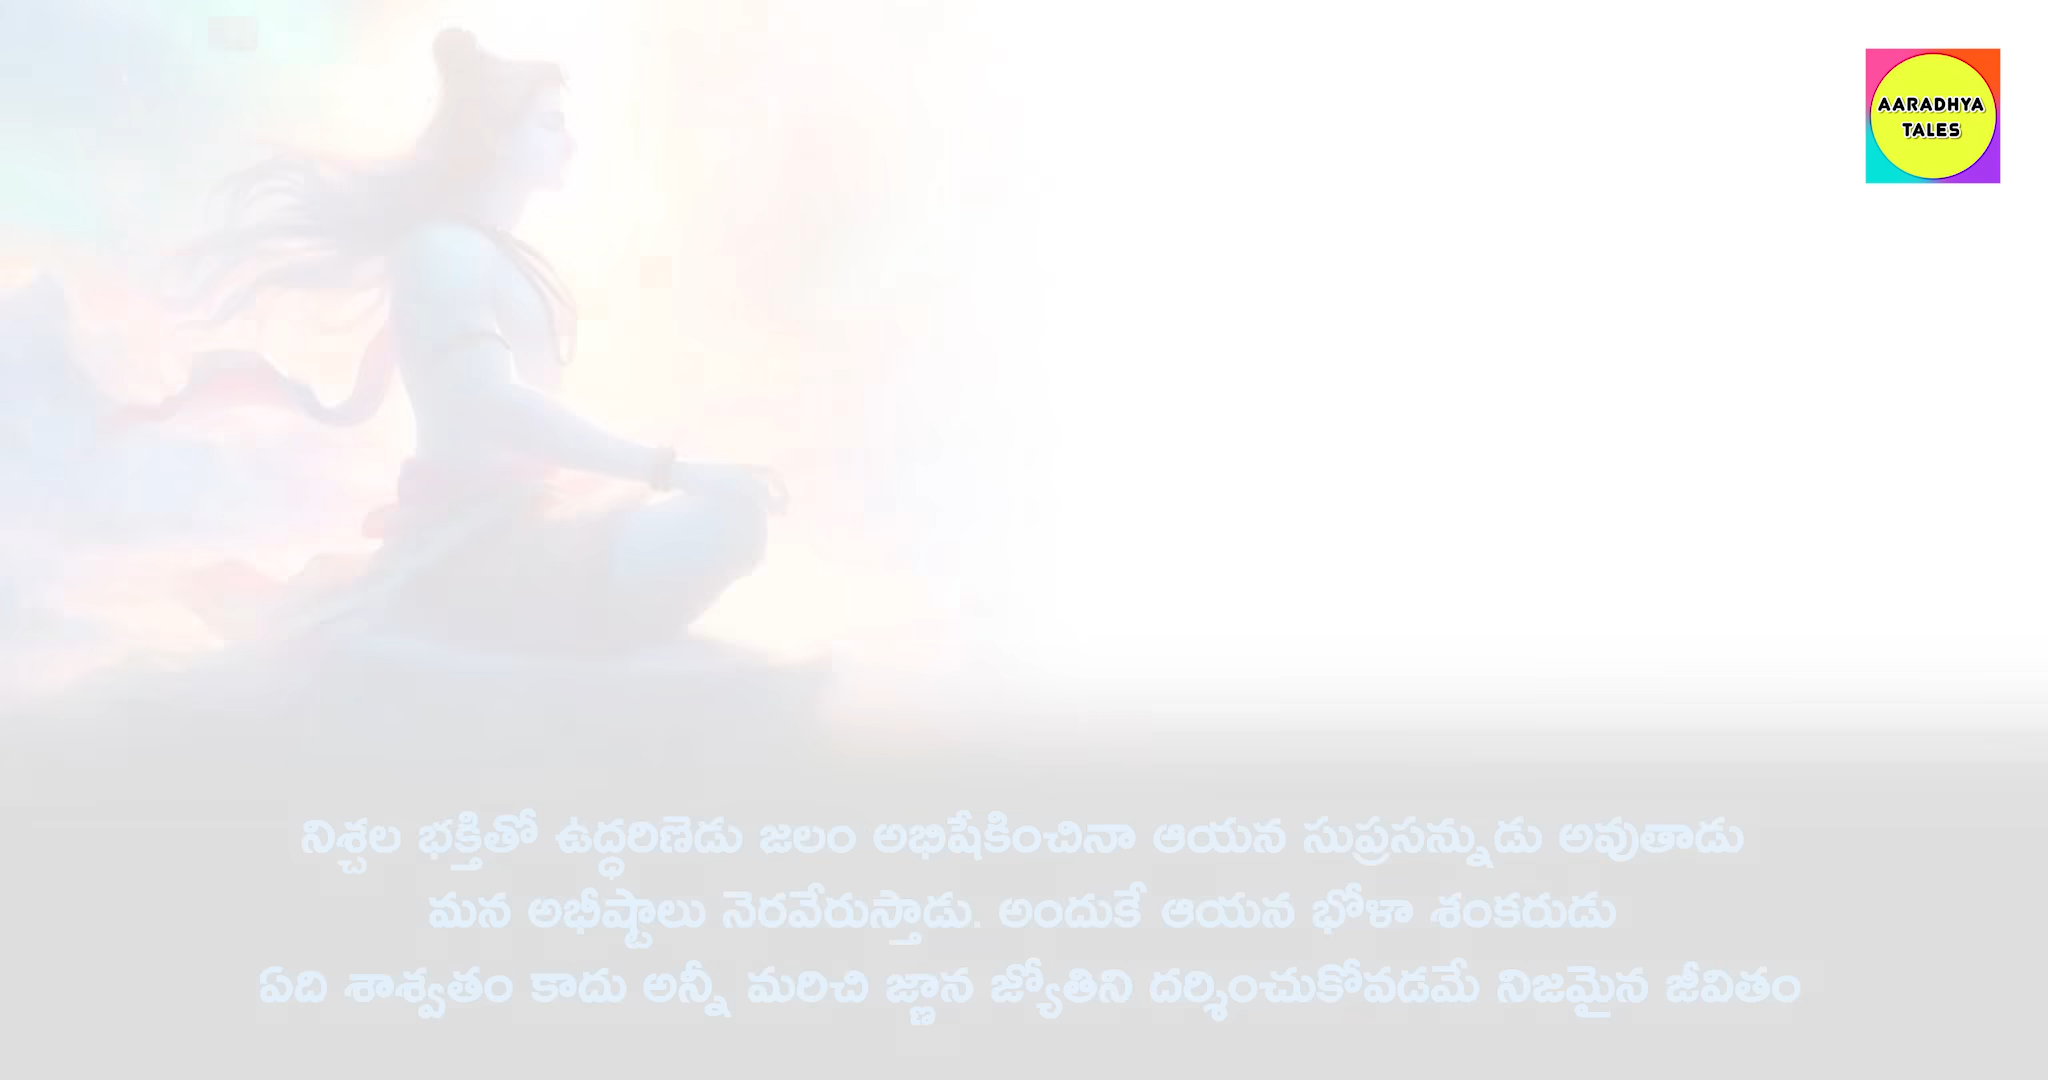 AARADHYA
TALES
నిశ్చల భక్తితో ఉద్ధరిణెడు జలం అభిషేకించినా ఆయన సుప్రసన్నుడు అవుతాడు
మన అభీష్టాలు నెరవేరుస్తాడు. అందుకే ఆయన భోళా శంకరుడు
ఏది శాశ్వతం కాదు అన్నీ మరిచి జ్ఞాన జ్యోతిని దర్శించుకోవడమే నిజమైన జీవితం